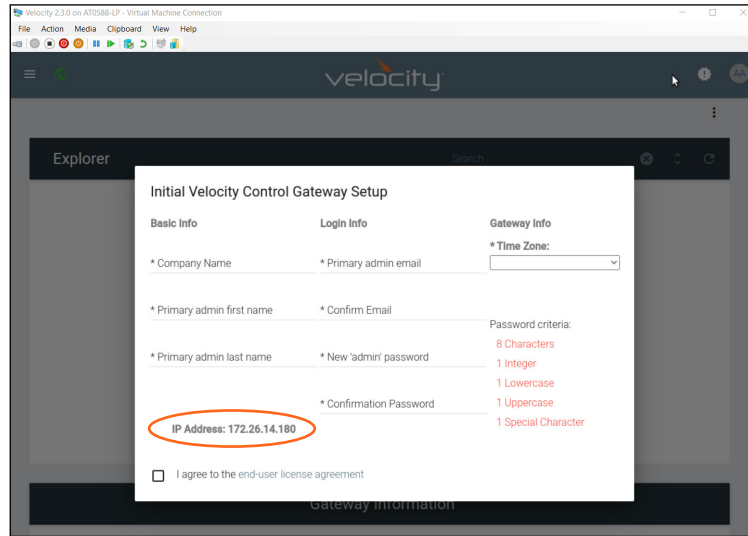 Velocity 2.3.0 on AT0588-LP - Virtual Machine Connection
File Action Media Clipboard View Help
velocity
AA
Explorer
Search
Initial Velocity Control Gateway Setup
Basic Info
Login Info
Gateway Info
* Time Zone:
* Company Name
* Primary admin email
* Primary admin first name
* Confirm Email
Password criteria:
8 Characters
* Primary admin last name
* New 'admin' password
1 Integer
1 Lowercase
* Confirmation Password
1 Uppercase
1 Special Character
IP Address: 172.26.14.180
I agree to the end-user license agreement
Gateway Information